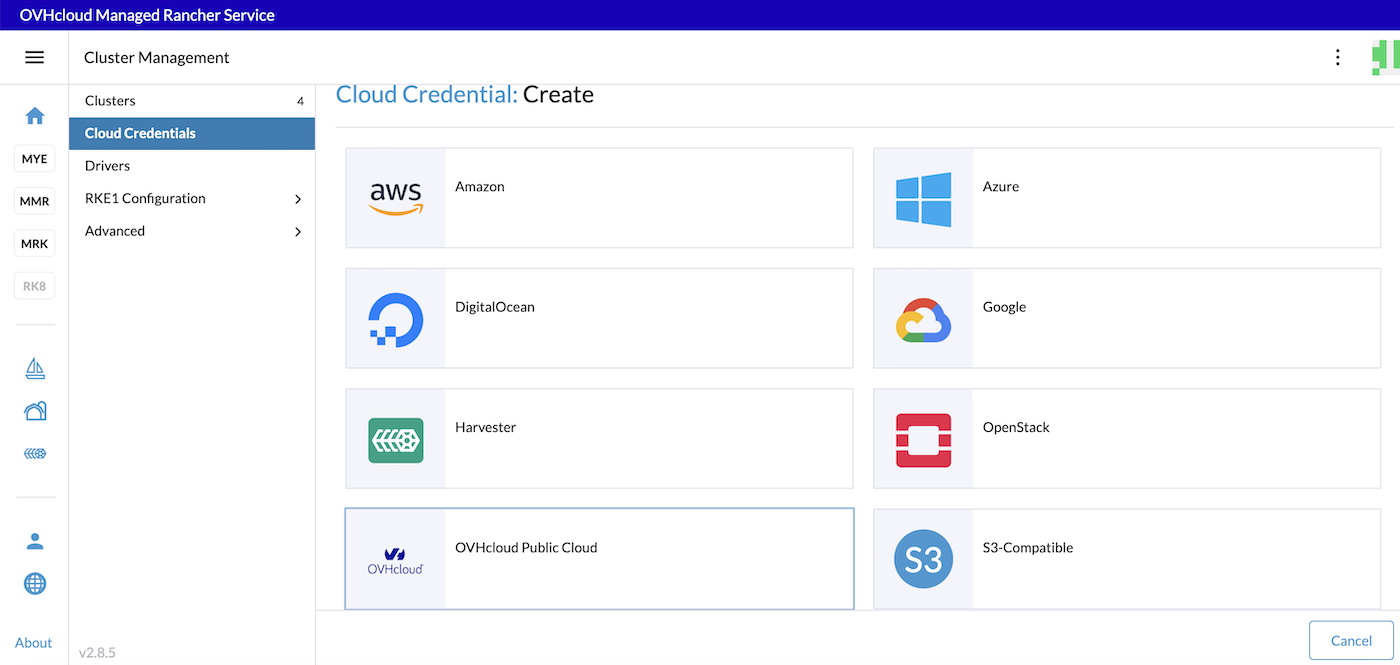 OVHcloud Managed Rancher Service
Cluster Management
Clusters 4
Cloud Credentials
Drivers
RKE1 Configuration
Advanced
MYE
MMR
MRK
RK8
About
v2.8.5
Cloud Credential: Create
aws Amazon
Azure
DigitalOcean
Google
Harvester
OpenStack
OVHcloud OVHcloud Public Cloud
S3 S3-Compatible
Cancel